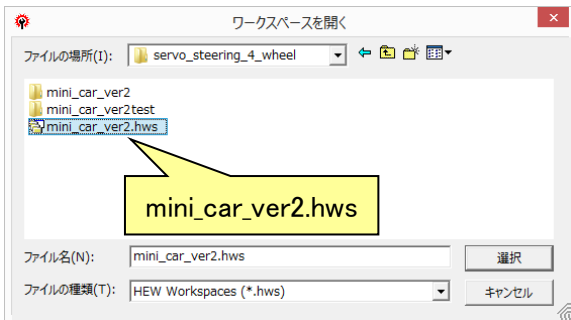 ワークスペースを開く
ファイルの場所(I):
servo_steering_4_wheel
mini_car_ver2
mini_car_ver2test
mini_car_ver2.hws
mini_car_ver2.hws
ファイル名(N):
mini_car_ver2.hws
選択
ファイルの種類(T):
HEW Workspaces (*.hws)
キャンセル